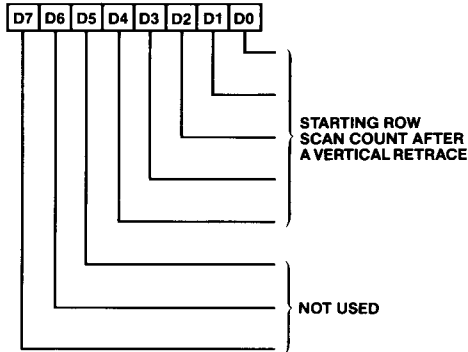 D7 D6 D5 D4 D3 D2 D1 D0
STARTING ROW
SCAN COUNT AFTER
A VERTICAL RETRACE
NOT USED